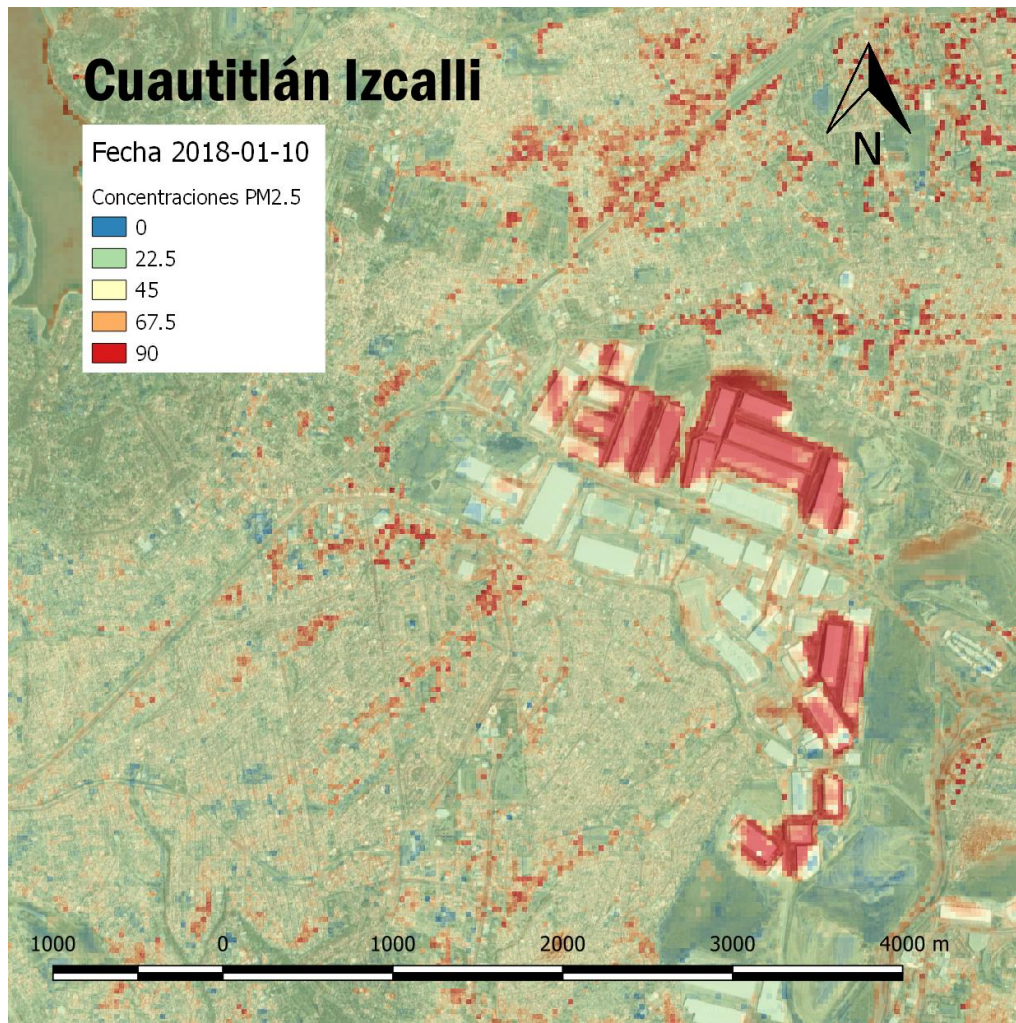 Cuautitlán Izcalli
Fecha 2018-01-10
Concentraciones PM2.5
0
22.5
45
67.5
90
N
1000 0 1000 2000 3000 4000 m